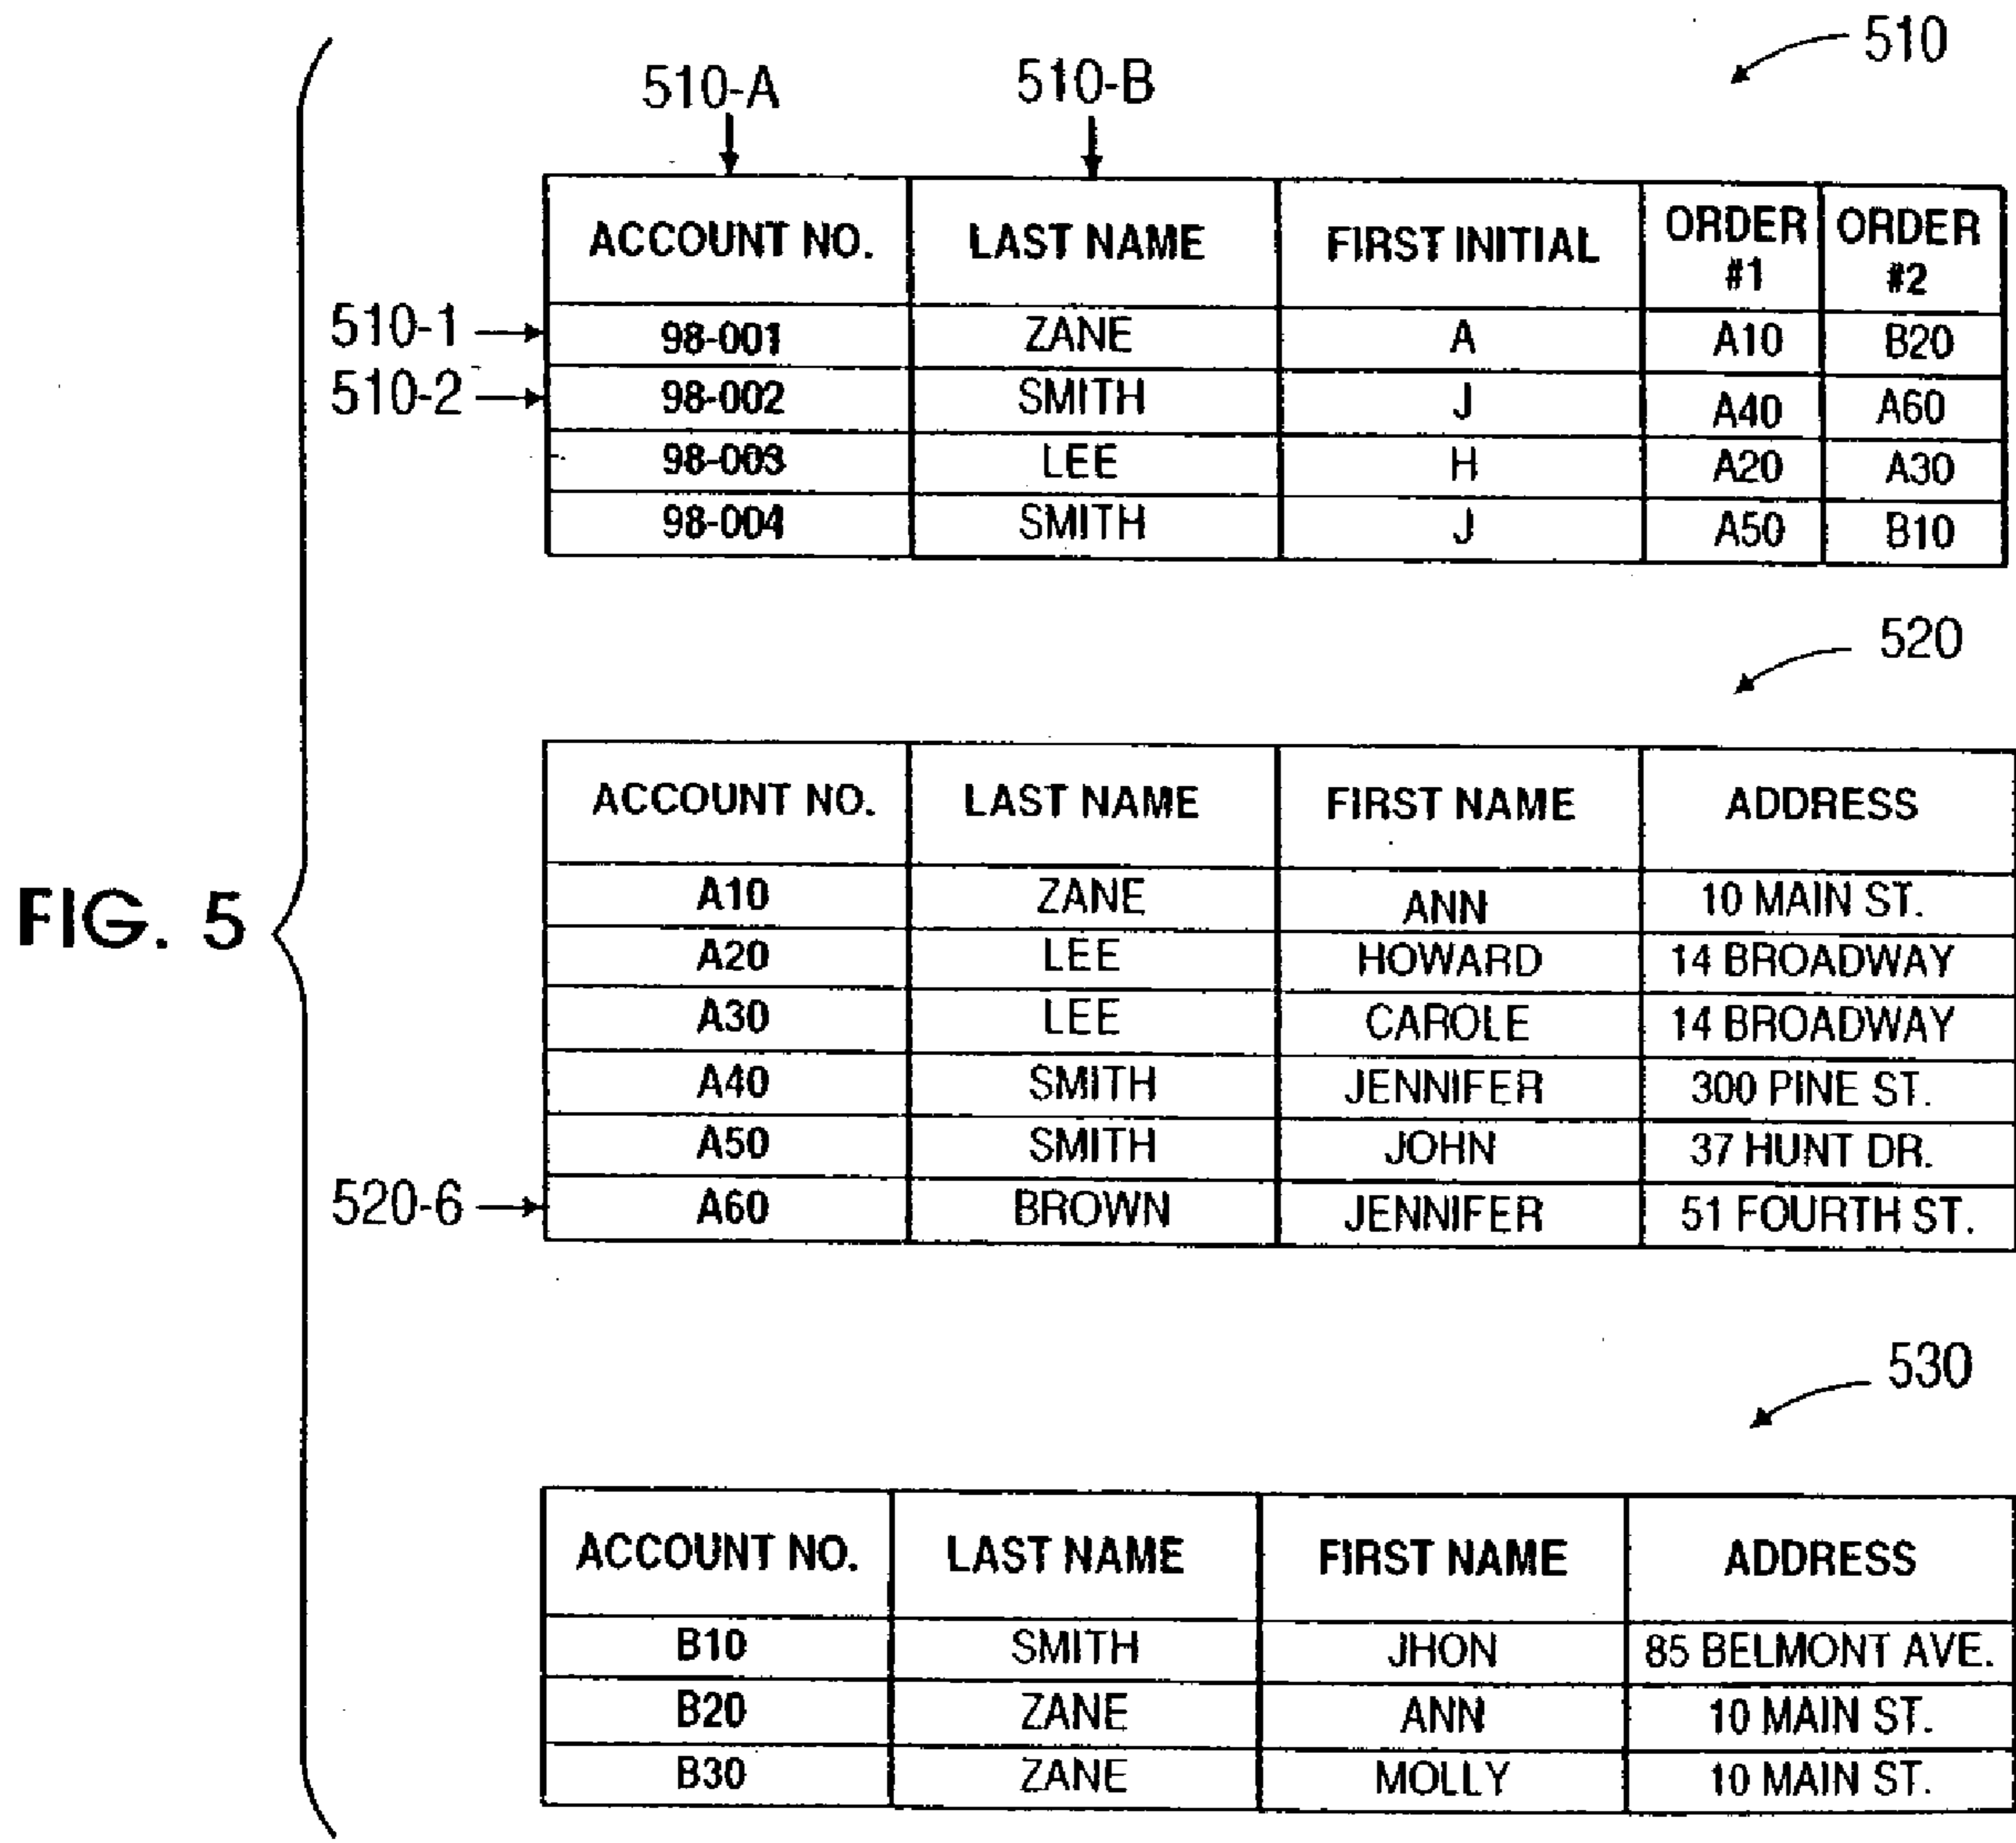 510
510-A 510-B
ACCOUNT NO. LAST NAME FIRST INITIAL ORDER #1 ORDER #2
510-1 98-001 ZANE A A10 B20
510-2 98-002 SMITH J A40 A60
98-003 LEE H A20 A30
98-004 SMITH J A50 B10
520
ACCOUNT NO. LAST NAME FIRST NAME ADDRESS
A10 ZANE ANN 10 MAIN ST.
FIG. 5
A20 LEE HOWARD 14 BROADWAY
A30 LEE CAROLE 14 BROADWAY
A40 SMITH JENNIFER 300 PINE ST.
A50 SMITH JOHN 37 HUNT DR.
520-6 A60 BROWN JENNIFER 51 FOURTH ST.
530
ACCOUNT NO. LAST NAME FIRST NAME ADDRESS
B10 SMITH JHON 85 BELMONT AVE.
B20 ZANE ANN 10 MAIN ST.
B30 ZANE MOLLY 10 MAIN ST.